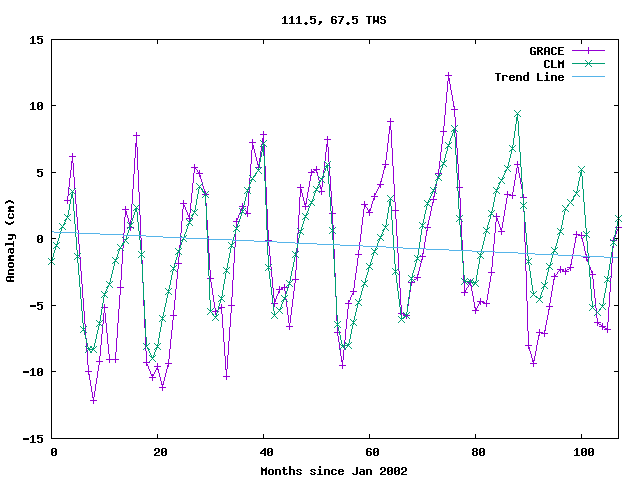 111.5, 67.5 TWS
GRACE
CLM
Trend Line
15
10
5
0
-5
-10
-15
Anomaly (cm)
0 20 40 60 80 100
Months since Jan 2002